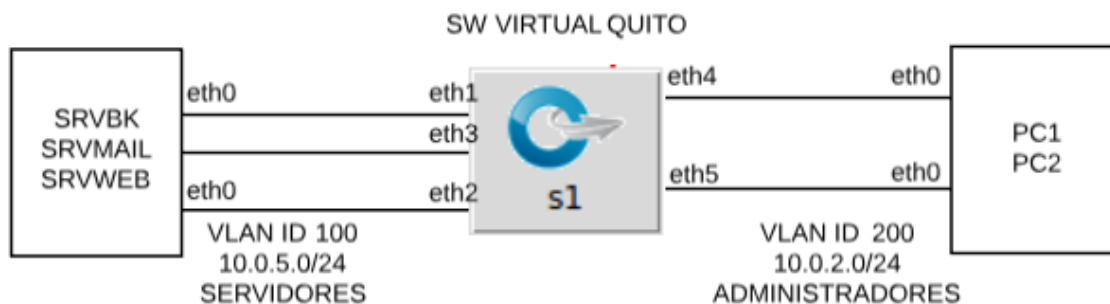 SW VIRTUAL QUITO
SRVBK
SRVMAIL
SRVWEB
eth0
eth0
eth1
eth3
eth2
s1
eth4
eth5
eth0
eth0
PC1
PC2
VLAN ID 100
10.0.5.0/24
SERVIDORES
VLAN ID 200
10.0.2.0/24
ADMINISTRADORES